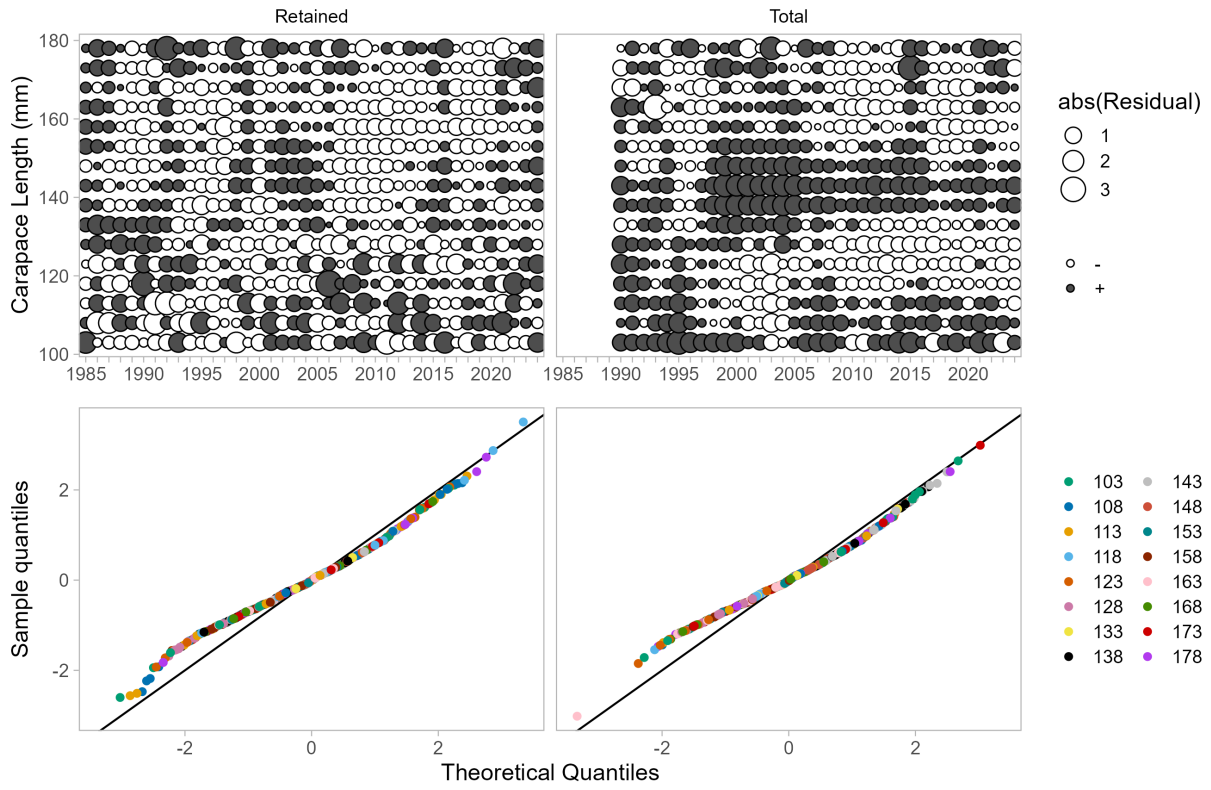 Retained
Total
Carapace Length (mm)
180
160
140
120
100
1985 1990 1995 2000 2005 2010 2015 2020
1985 1990 1995 2000 2005 2010 2015 2020
abs(Residual)
1
2
3
-
+
Sample quantiles
2
0
-2
-2 0 2
-2 0 2
Theoretical Quantiles
103 143
108 148
113 153
118 158
123 163
128 168
133 173
138 178